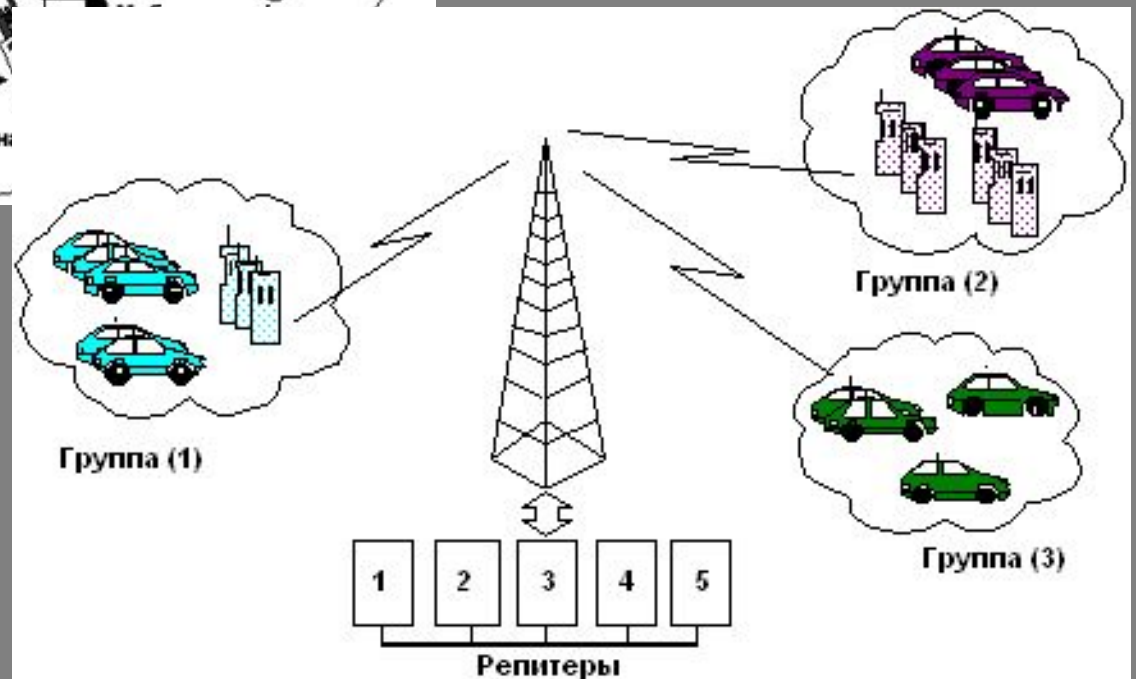 Группа (2)
Группа (1)
Группа (3)
1 2 3 4 5
Репитеры